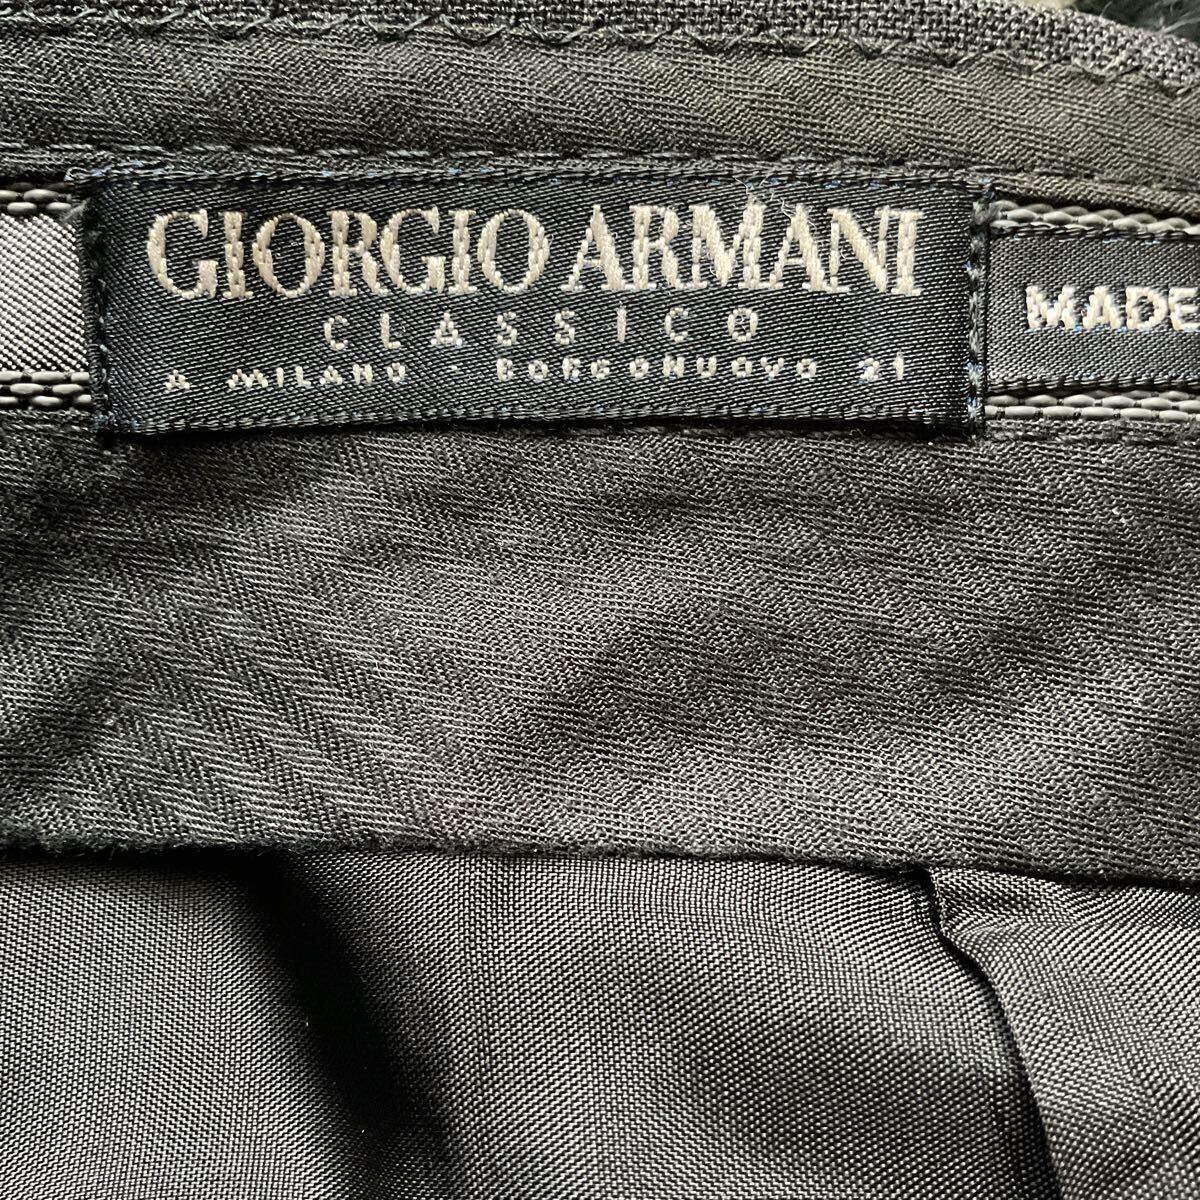 GIORGIO ARMANI
CLASSICO
A MILANO - BORGONUOVO 21
MADE